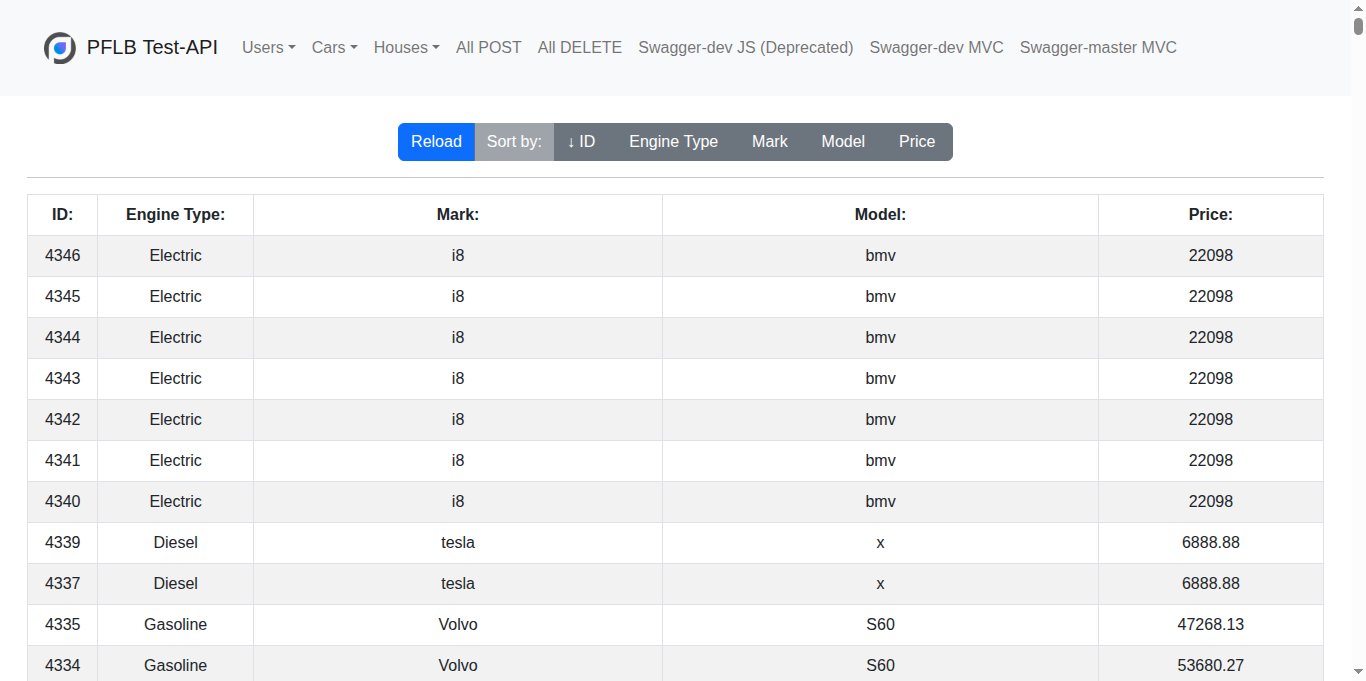 PFLB Test-API Users Cars Houses All POST All DELETE Swagger-dev JS (Deprecated) Swagger-dev MVC Swagger-master MVC
Reload Sort by: ↓ ID Engine Type Mark Model Price
ID: Engine Type: Mark: Model: Price:
4346 Electric i8 bmv 22098
4345 Electric i8 bmv 22098
4344 Electric i8 bmv 22098
4343 Electric i8 bmv 22098
4342 Electric i8 bmv 22098
4341 Electric i8 bmv 22098
4340 Electric i8 bmv 22098
4339 Diesel tesla x 6888.88
4337 Diesel tesla x 6888.88
4335 Gasoline Volvo S60 47268.13
4334 Gasoline Volvo S60 53680.27